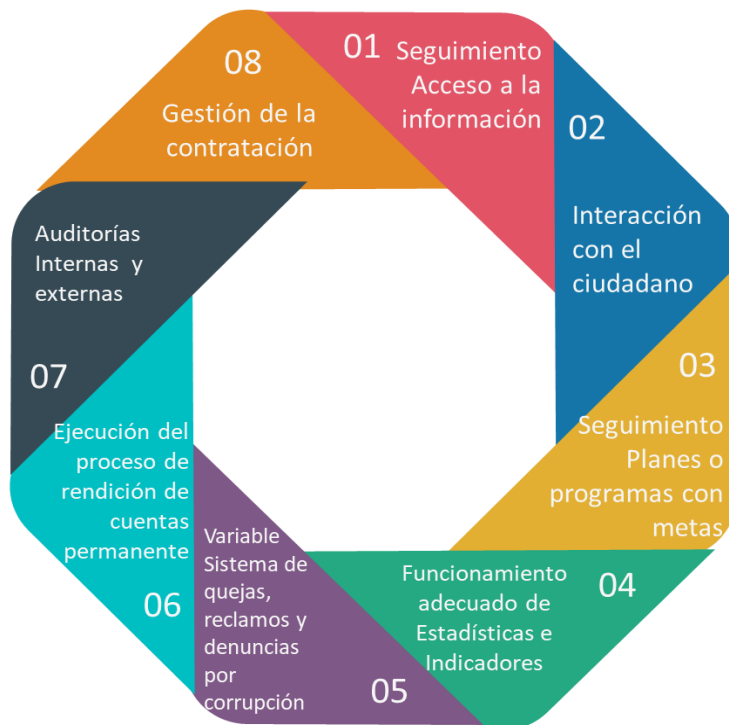 01
Seguimiento
Acceso a la
información
02
Interacción
con el
ciudadano
03
Seguimiento
Planes o
programas con
metas
04
Funcionamiento
adecuado de
Estadísticas e
Indicadores
05
Variable
Sistema de
quejas,
reclamos y
denuncias
por
corrupción
06
Ejecución del
proceso de
rendición de
cuentas
permanente
07
Auditorías
Internas y
externas
08
Gestión de la
contratación